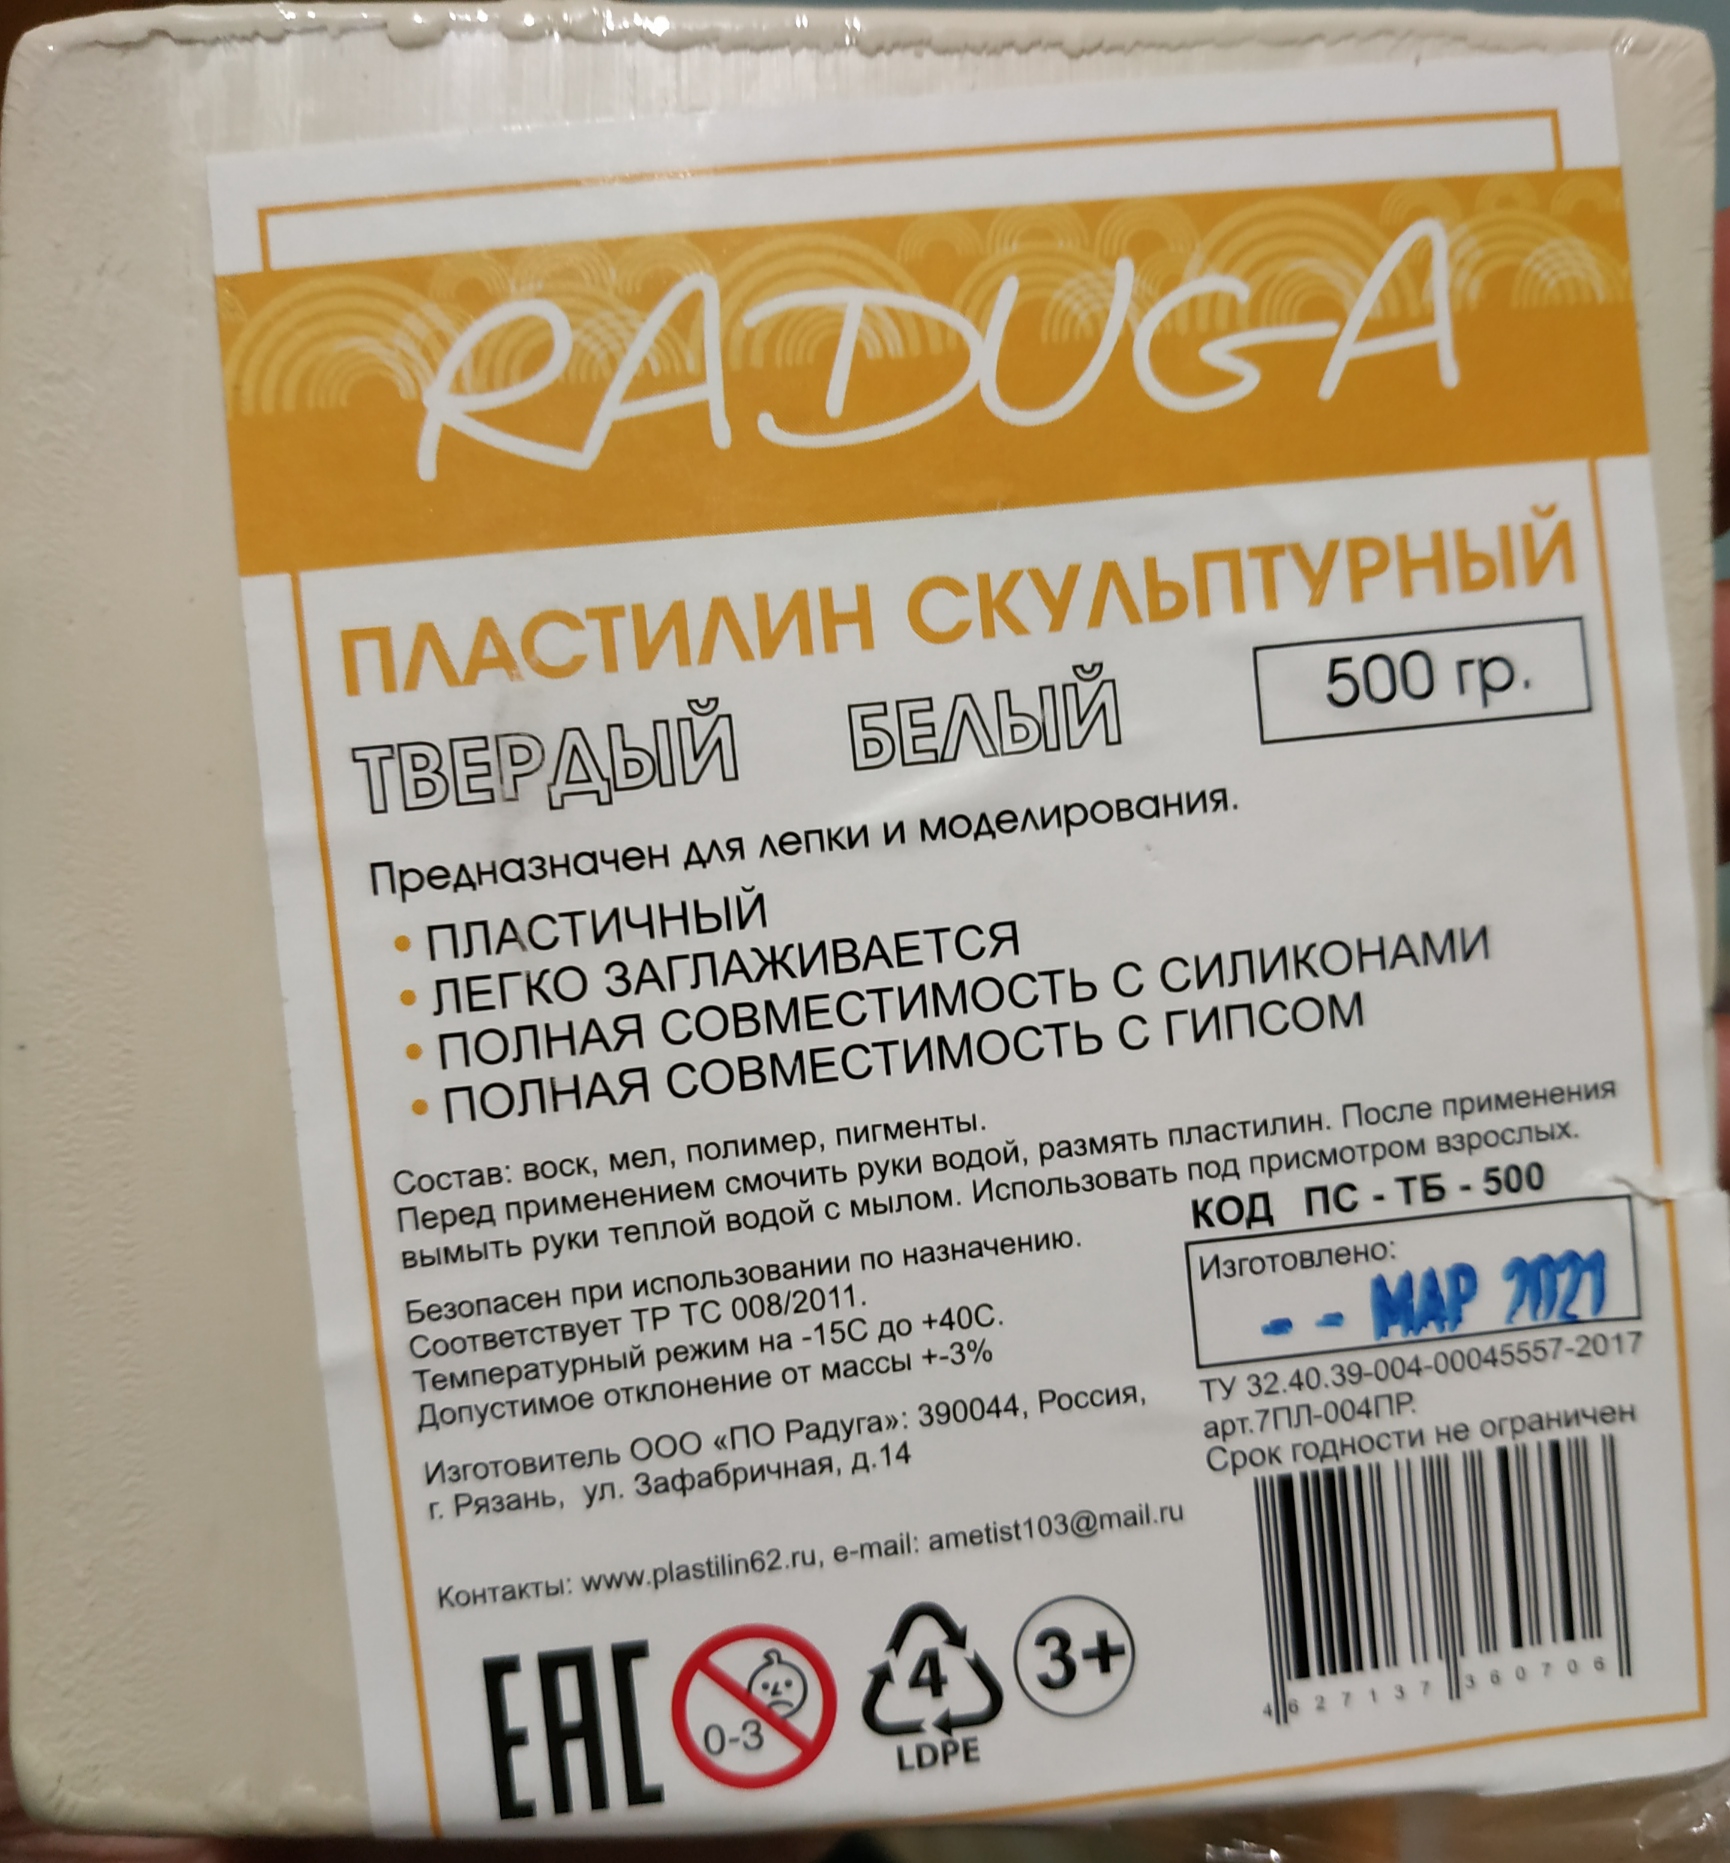 RADUGA
ПЛАСТИЛИН СКУЛЬПТУРНЫЙ
ТВЕРДЫЙ БЕЛЫЙ 500 гр.
Предназначен для лепки и моделирования.
• ПЛАСТИЧНЫЙ
• ЛЕГКО ЗАГЛАЖИВАЕТСЯ
• ПОЛНАЯ СОВМЕСТИМОСТЬ С СИЛИКОНАМИ
• ПОЛНАЯ СОВМЕСТИМОСТЬ С ГИПСОМ
Состав: воск, мел, полимер, пигменты.
Перед применением смочить руки водой, размять пластилин. После применения
вымыть руки теплой водой с мылом. Использовать под присмотром взрослых.
Безопасен при использовании по назначению.
Соответствует ТР ТС 008/2011.
Температурный режим на -15С до +40С.
Допустимое отклонение от массы +-3%
Изготовитель ООО «ПО Радуга»: 390044, Россия,
г. Рязань, ул. Зафабричная, д.14
Контакты: www.plastilin62.ru, e-mail: ametist103@mail.ru
КОД ПС - ТБ - 500
Изготовлено:
- - МАР 2021
ТУ 32.40.39-004-00045557-2017
арт.7ПЛ-004ПР.
Срок годности не ограничен
4 627137 360706
EAC
0-3
4
LDPE
3+